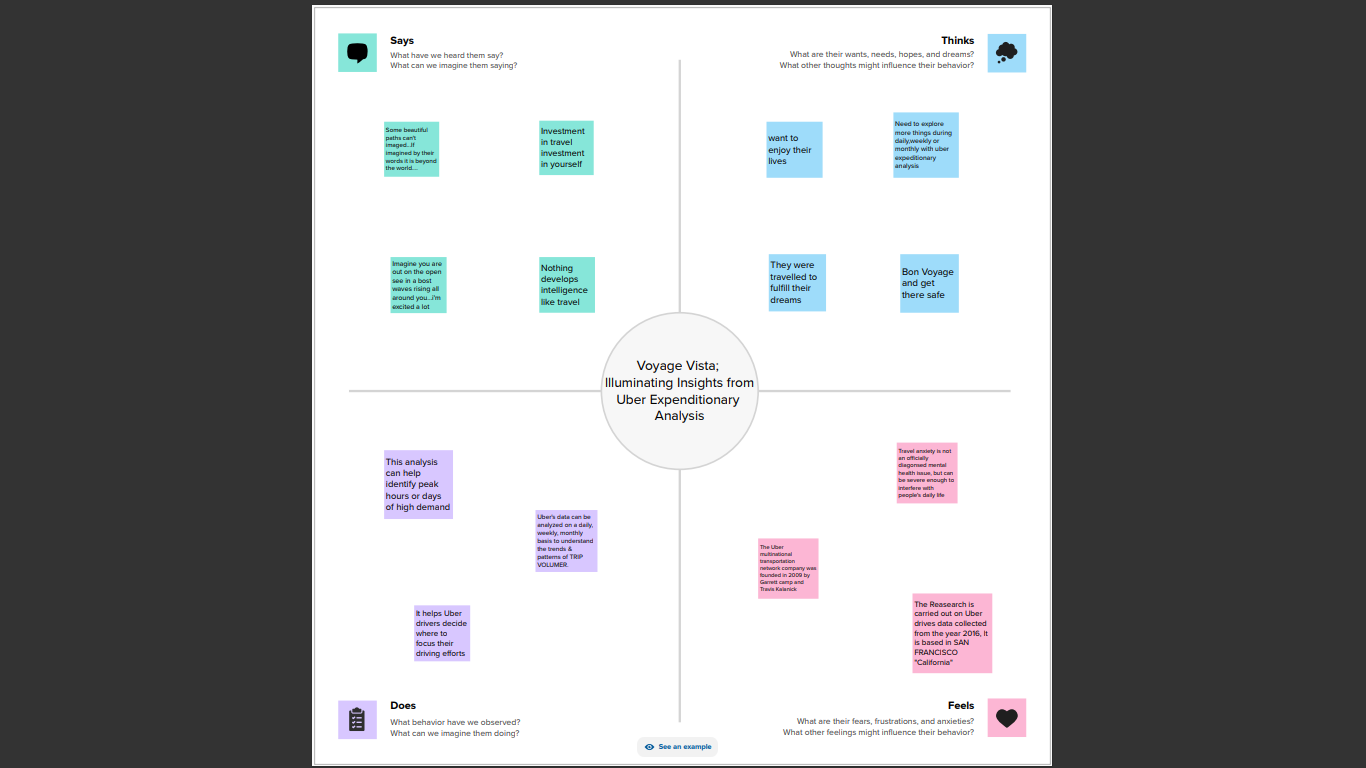 Says
What have we heard them say?
What can we imagine them saying?
Thinks
What are their wants, needs, hopes, and dreams?
What other thoughts might influence their behavior?
Some beautiful
paths can't
imaged...if
imagined by their
words it is beyond
the world....
Investment
in travel
investment
in yourself
want to
enjoy their
lives
Need to explore
more things during
daily,weekly or
monthly with uber
expeditionary
analysis
Imagine you are
out on the open
see in a bost
waves rising all
around you...i'm
excited a lot
Nothing
develops
intelligence
like travel
They were
travelled to
fulfill their
dreams
Bon Voyage
and get
there safe
Voyage Vista;
Illuminating Insights from
Uber Expenditionary
Analysis
This analysis
can help
identify peak
hours or days
of high demand
Uber's data can be
analyzed on a daily,
weekly, monthly
basis to understand
the trends &
patterns of TRIP
VOLUMER.
It helps Uber
drivers decide
where to
focus their
driving efforts
Travel anxiety is not
an officially
diagonsed mental
health issue, but can
be severe enough to
interfere with
people's daily life
The Uber
multinational
transportation
network company was
founded in 2009 by
Garrett camp and
Travis Kalanick
The Reasearch is
carried out on Uber
drives data collected
from the year 2016, It
is based in SAN
FRANCISCO
"California"
Does
What behavior have we observed?
What can we imagine them doing?
Feels
What are their fears, frustrations, and anxieties?
What other feelings might influence their behavior?
See an example